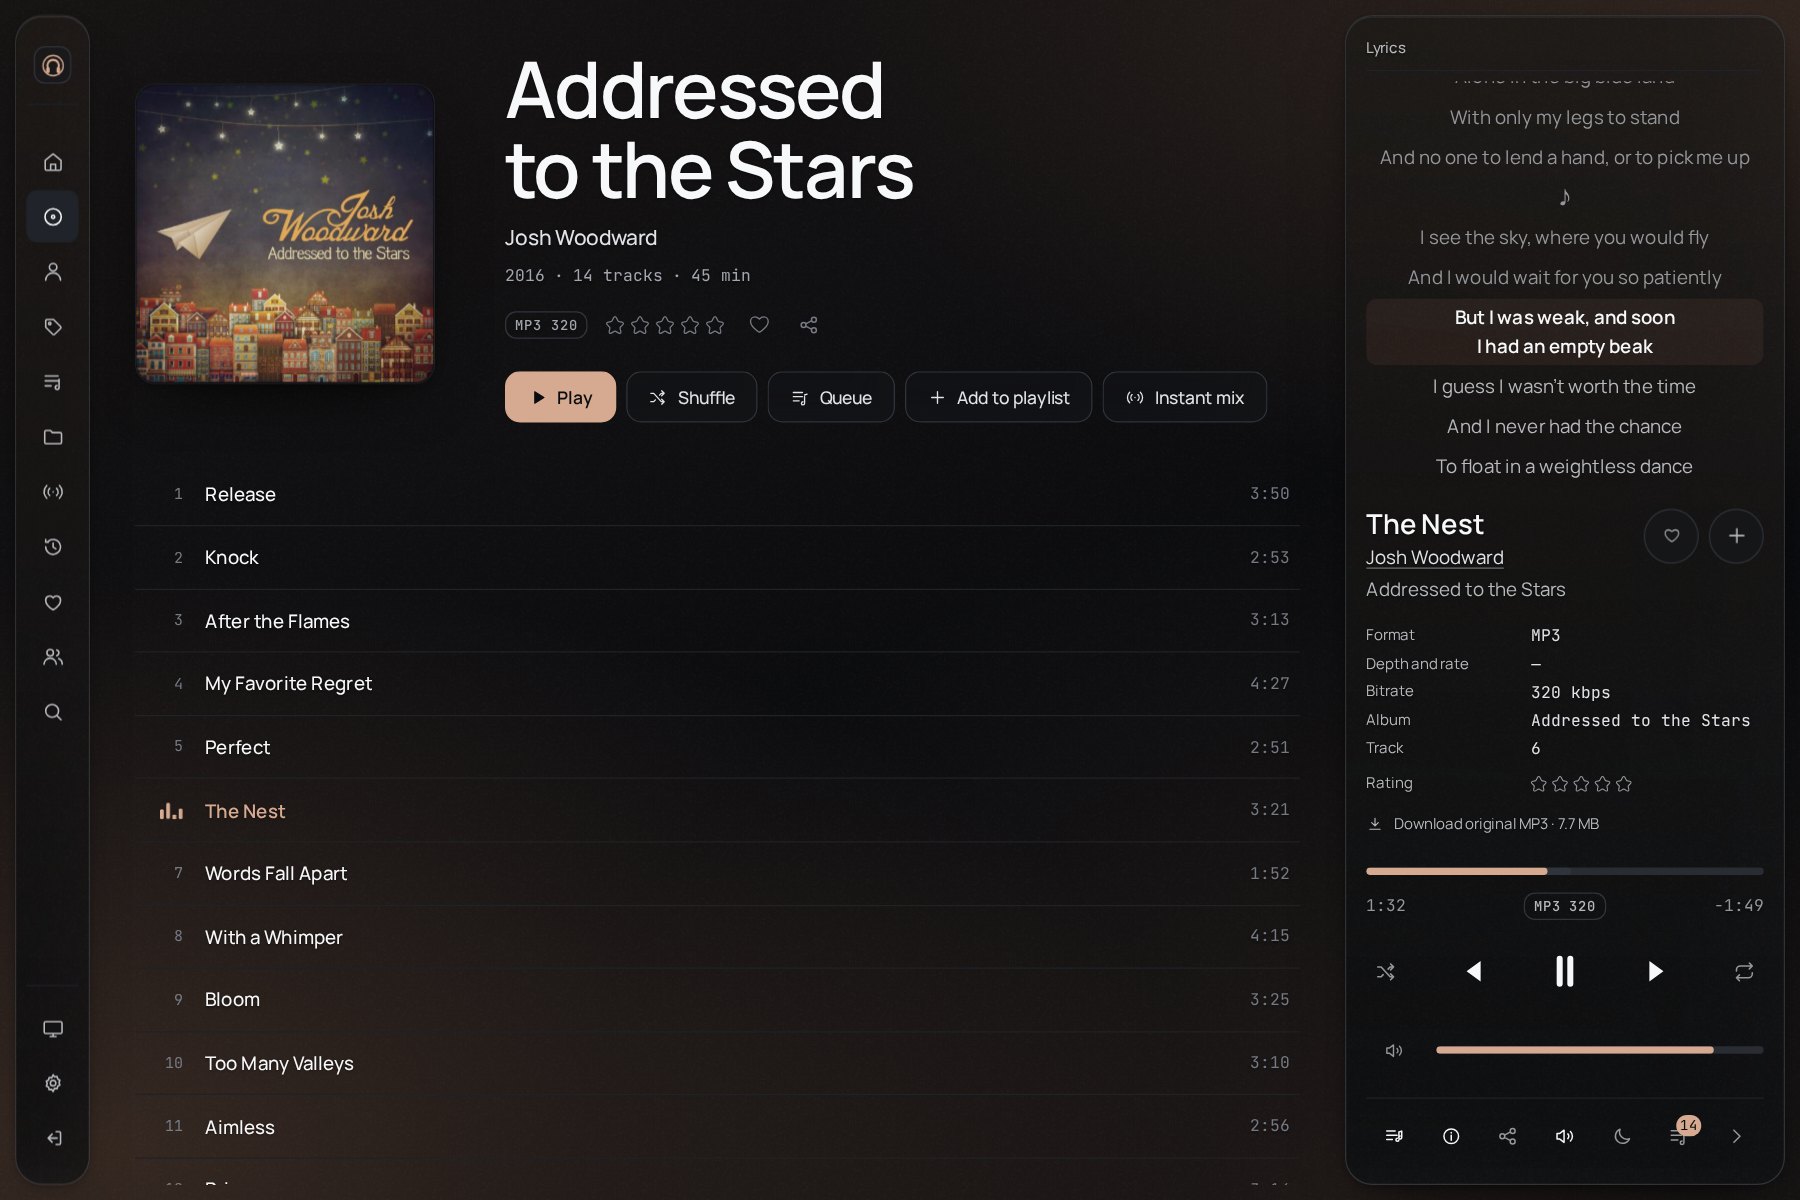 Josh
Woodward
Addressed to the Stars
Addressed
to the Stars
Josh Woodward
2016 · 14 tracks · 45 min
MP3 320
Play
Shuffle
Queue
Add to playlist
Instant mix
1 Release 3:50
2 Knock 2:53
3 After the Flames 3:13
4 My Favorite Regret 4:27
5 Perfect 2:51
The Nest 3:21
7 Words Fall Apart 1:52
8 With a Whimper 4:15
9 Bloom 3:25
10 Too Many Valleys 3:10
11 Aimless 2:56
Lyrics
Alone in the big blue land
With only my legs to stand
And no one to lend a hand, or to pick me up
♪
I see the sky, where you would fly
And I would wait for you so patiently
But I was weak, and soon
I had an empty beak
I guess I wasn't worth the time
And I never had the chance
To float in a weightless dance
The Nest
Josh Woodward
Addressed to the Stars
Format MP3
Depth and rate –
Bitrate 320 kbps
Album Addressed to the Stars
Track 6
Rating
Download original MP3 · 7.7 MB
1:32 MP3 320 -1:49
14